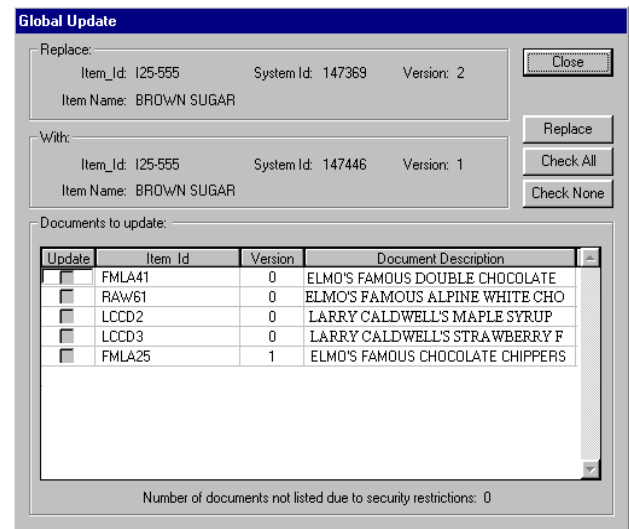 Global Update
Replace:
Item_Id: I25-555 System Id: 147369 Version: 2
Item Name: BROWN SUGAR
Close
With:
Item_Id: I25-555 System Id: 147446 Version: 1
Item Name: BROWN SUGAR
Replace
Check All
Check None
Documents to update:
Update Item Id Version Document Description
FMLA41 0 ELMO'S FAMOUS DOUBLE CHOCOLATE
RAW61 0 ELMO'S FAMOUS ALPINE WHITE CHO
LCCD2 0 LARRY CALDWELL'S MAPLE SYRUP
LCCD3 0 LARRY CALDWELL'S STRAWBERRY F
FMLA25 1 ELMO'S FAMOUS CHOCOLATE CHIPPERS
Number of documents not listed due to security restrictions: 0